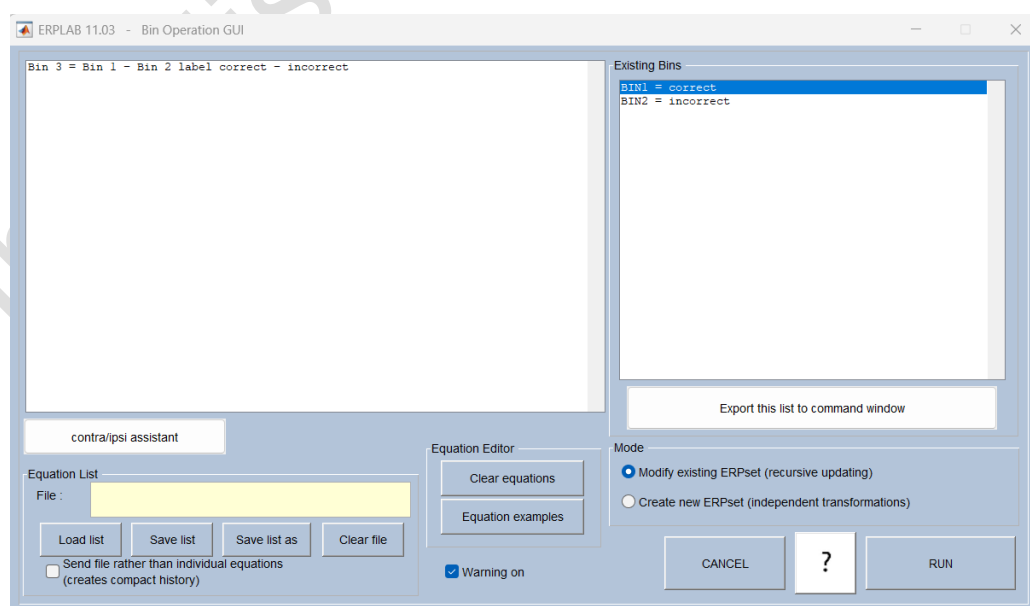 ERPLAB 11.03 - Bin Operation GUI
Bin 3 = Bin 1 - Bin 2 label correct - incorrect
Existing Bins
BIN1 = correct
BIN2 = incorrect
Export this list to command window
contra/ipsi assistant
Equation List
File :
Load list
Save list
Save list as
Clear file
Send file rather than individual equations
(creates compact history)
Equation Editor
Clear equations
Equation examples
Warning on
Mode
Modify existing ERPset (recursive updating)
Create new ERPset (independent transformations)
CANCEL
?
RUN